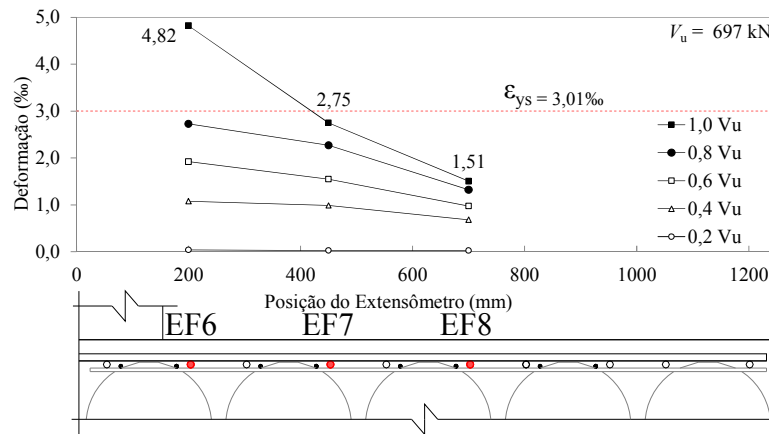 5,0
4,0
3,0
2,0
1,0
0,0
Deformação (‰)
4,82
2,75
1,51
Vu = 697 kN
εys = 3,01‰
1,0 Vu
0,8 Vu
0,6 Vu
0,4 Vu
0,2 Vu
0 200 400 600 800 1000 1200
Posição do Extensômetro (mm)
EF6 EF7 EF8